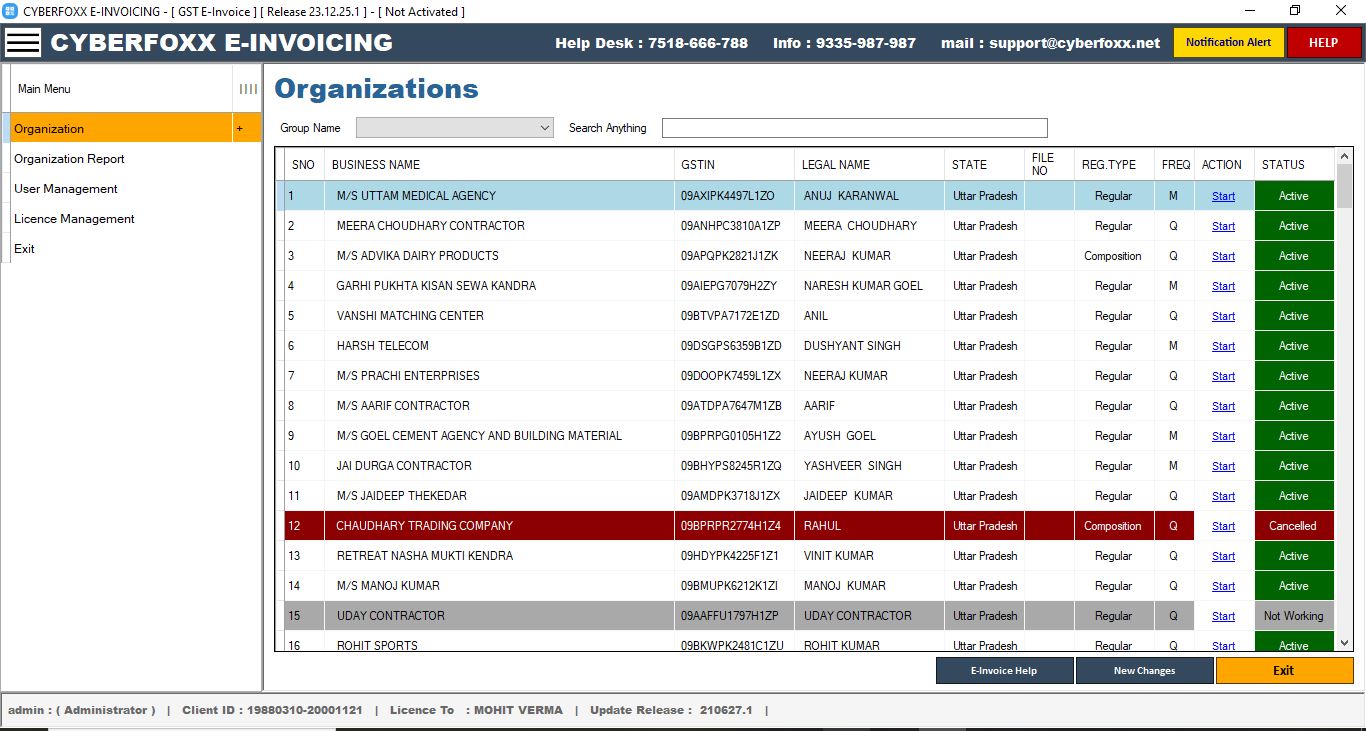 CYBERFOXX E-INVOICING - [ GST E-Invoice ] [ Release 23.12.25.1 ] - [ Not Activated ]
CYBERFOXX E-INVOICING Help Desk : 7518-666-788 Info : 9335-987-987 mail : support@cyberfoxx.net Notification Alert HELP
Main Menu
Organization +
Organization Report
User Management
Licence Management
Exit
Organizations
Group Name Search Anything
SNO BUSINESS NAME GSTIN LEGAL NAME STATE FILE NO REG.TYPE FREQ ACTION STATUS
1 M/S UTTAM MEDICAL AGENCY 09AXIPK4497L1ZO ANUJ KARANWAL Uttar Pradesh Regular M Start Active
2 MEERA CHOUDHARY CONTRACTOR 09ANHPC3810A1ZP MEERA CHOUDHARY Uttar Pradesh Regular Q Start Active
3 M/S ADVIKA DAIRY PRODUCTS 09APQPK2821J1ZK NEERAJ KUMAR Uttar Pradesh Composition Q Start Active
4 GARHI PUKHTA KISAN SEWA KANDRA 09AIEPG7079H2ZY NARESH KUMAR GOEL Uttar Pradesh Regular M Start Active
5 VANSHI MATCHING CENTER 09BTVPA7172E1ZD ANIL Uttar Pradesh Regular Q Start Active
6 HARSH TELECOM 09DSGPS6359B1ZD DUSHYANT SINGH Uttar Pradesh Regular M Start Active
7 M/S PRACHI ENTERPRISES 09DOOPK7459L1ZX NEERAJ KUMAR Uttar Pradesh Regular Q Start Active
8 M/S AARIF CONTRACTOR 09ATDPA7647M1ZB AARIF Uttar Pradesh Regular Q Start Active
9 M/S GOEL CEMENT AGENCY AND BUILDING MATERIAL 09BPRPG0105H1Z2 AYUSH GOEL Uttar Pradesh Regular M Start Active
10 JAI DURGA CONTRACTOR 09BHYPS8245R1ZQ YASHVEER SINGH Uttar Pradesh Regular M Start Active
11 M/S JAIDEEP THEKEDAR 09AMDPK3718J1ZX JAIDEEP KUMAR Uttar Pradesh Regular Q Start Active
12 CHAUDHARY TRADING COMPANY 09BPRPR2774H1Z4 RAHUL Uttar Pradesh Composition Q Start Cancelled
13 RETREAT NASHA MUKTI KENDRA 09HDYPK4225F1Z1 VINIT KUMAR Uttar Pradesh Regular Q Start Active
14 M/S MANOJ KUMAR 09BMUPK6212K1ZI MANOJ KUMAR Uttar Pradesh Regular Q Start Active
15 UDAY CONTRACTOR 09AAFFU1797H1ZP UDAY CONTRACTOR Uttar Pradesh Regular Q Start Not Working
16 ROHIT SPORTS 09BKWPK2481C1ZU ROHIT KUMAR Uttar Pradesh Regular Q Start Active
E-Invoice Help New Changes Exit
admin : ( Administrator ) | Client ID : 19880310-20001121 | Licence To : MOHIT VERMA | Update Release : 210627.1 |